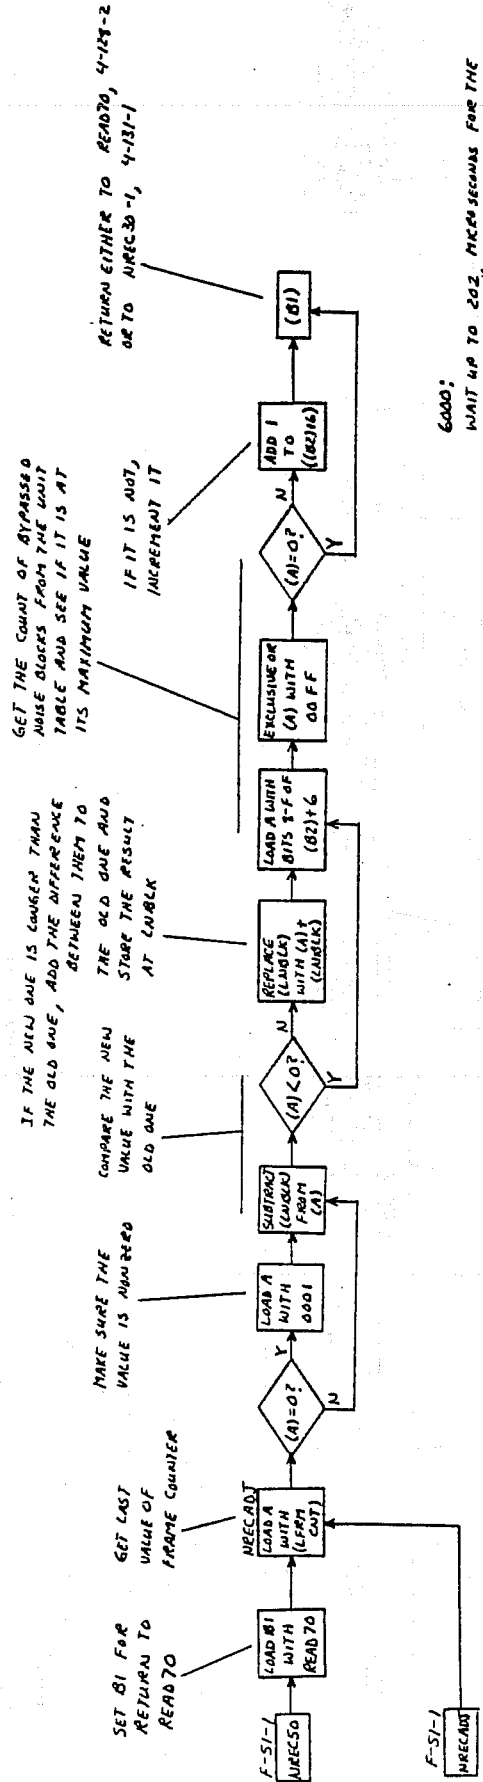 F-51-1
NREC50
F-51-1
NRECADJ
SET B1 FOR
RETURN TO
READ70
LOAD B1
WITH
READ70
GET LAST
VALUE OF
FRAME COUNTER
NRECADJ
LOAD A
WITH
(LFRM
CNT)
(A)=0?
Y
N
MAKE SURE THE
VALUE IS NONZERO
LOAD A
WITH
0001
SUBTRACT
(LNBLK)
FROM
(A)
COMPARE THE NEW
VALUE WITH THE
OLD ONE
(A)<0?
N
Y
IF THE NEW ONE IS LONGER THAN
THE OLD ONE, ADD THE DIFFERENCE
BETWEEN THEM TO
THE OLD ONE AND
STORE THE RESULT
AT LNBLK
REPLACE
(LNBLK)
WITH (A)+
(LNBLK)
LOAD A WITH
BITS 8-F OF
(B2)+6
GET THE COUNT OF BYPASSED
NOISE BLOCKS FROM THE UNIT
TABLE AND SEE IF IT IS AT
ITS MAXIMUM VALUE
EXCLUSIVE OR
(A) WITH
00FF
(A)=0?
N
Y
IF IT IS NOT,
INCREMENT IT
ADD 1
TO
((B2)+6)
(B1)
RETURN EITHER TO READ70, 4-129-2
OR TO NREC30-1, 4-131-1
6000:
WAIT UP TO 202 MICROSECONDS FOR THE